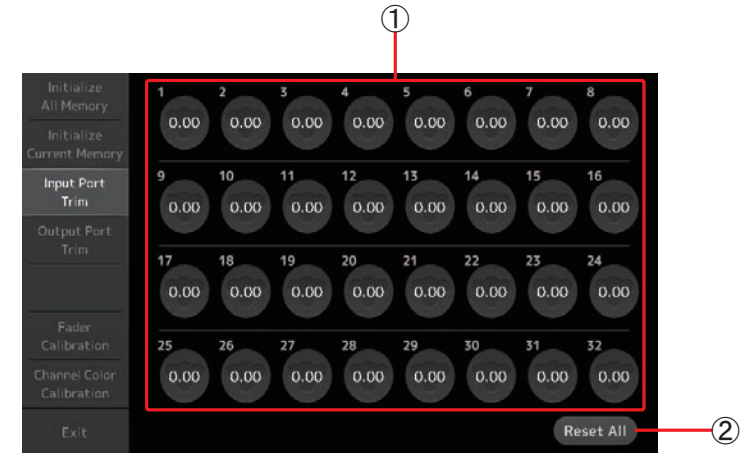 ①
Initialize
All Memory
Initialize
Current Memory
Input Port
Trim
Output Port
Trim
Fader
Calibration
Channel Color
Calibration
Exit
1 2 3 4 5 6 7 8
0.00 0.00 0.00 0.00 0.00 0.00 0.00 0.00
9 10 11 12 13 14 15 16
0.00 0.00 0.00 0.00 0.00 0.00 0.00 0.00
17 18 19 20 21 22 23 24
0.00 0.00 0.00 0.00 0.00 0.00 0.00 0.00
25 26 27 28 29 30 31 32
0.00 0.00 0.00 0.00 0.00 0.00 0.00 0.00
Reset All
②